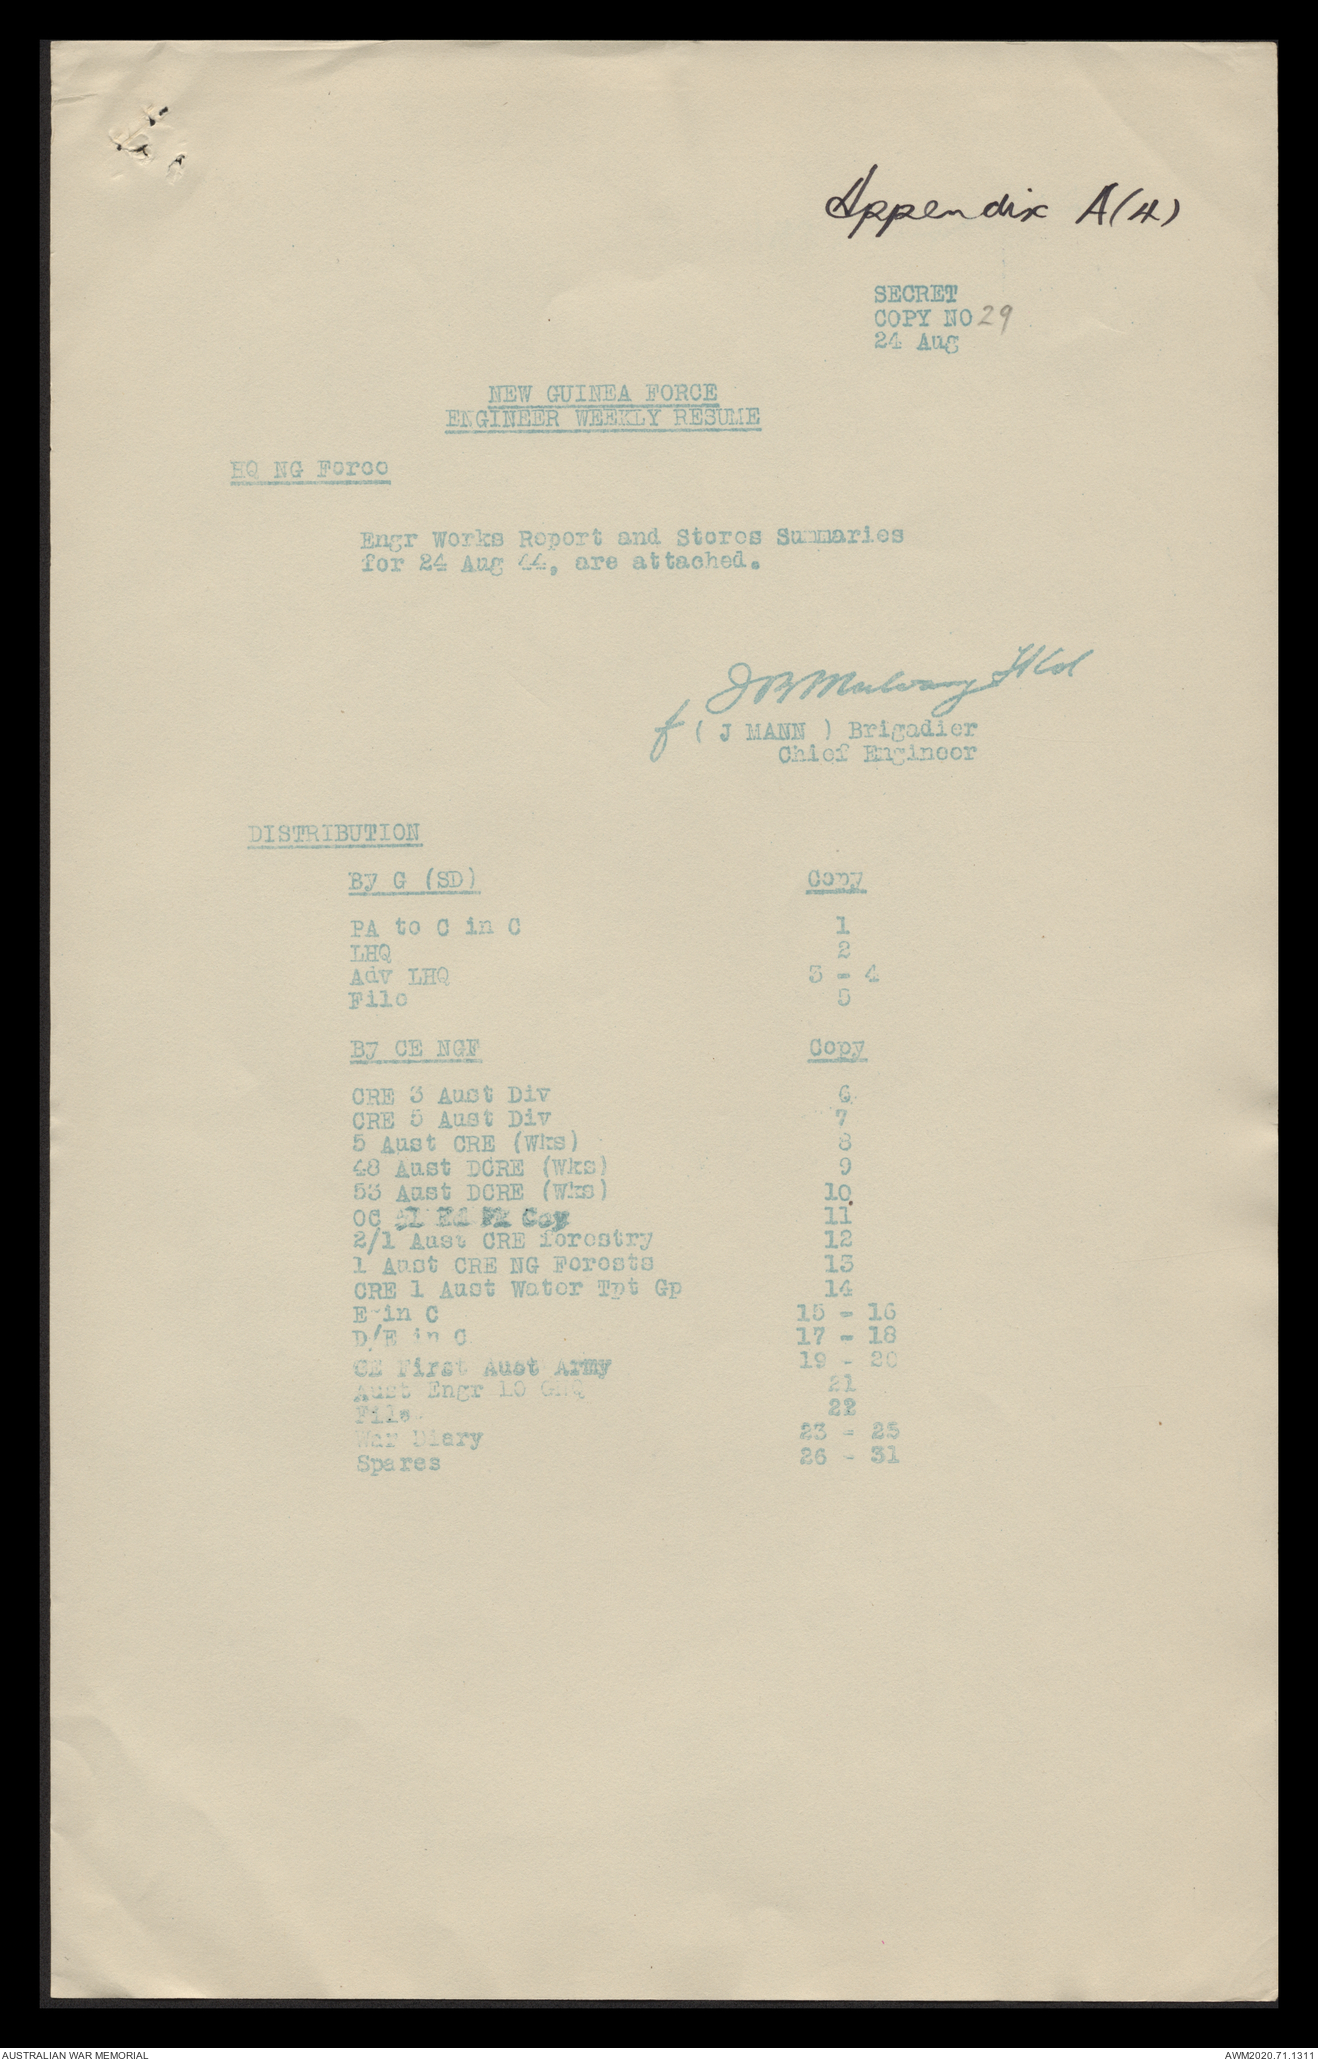 Appendix A(4)
SECRET
COPY NO 29
24 Aug
NEW GUINEA FORCE
ENGINEER WEEKLY RESUME
HQ NG Force
Engr Works Report and Stores Summaries
for 24 Aug 44, are attached.
f ( J MANN ) Brigadier
Chief Engineer
DISTRIBUTION
By G (SD) Copy
PA to C in C 1
LHQ 2
Adv LHQ 3 - 4
File 5
By CE NGF Copy
CRE 3 Aust Div 6
CRE 5 Aust Div 7
5 Aust CRE (Wks) 8
48 Aust DCRE (Wks) 9
53 Aust DCRE (Wks) 10
OC Coy 11
2/1 Aust CRE forestry 12
1 Aust CRE NG Forests 13
CRE 1 Aust Water Tpt Gp 14
E in C 15 - 16
D/E in C 17 - 18
CE First Aust Army 19 - 20
Aust Engr LO GHQ 21
File 22
War Diary 23 - 25
Spares 26 - 31
AUSTRALIAN WAR MEMORIAL AWM2020.71.1311